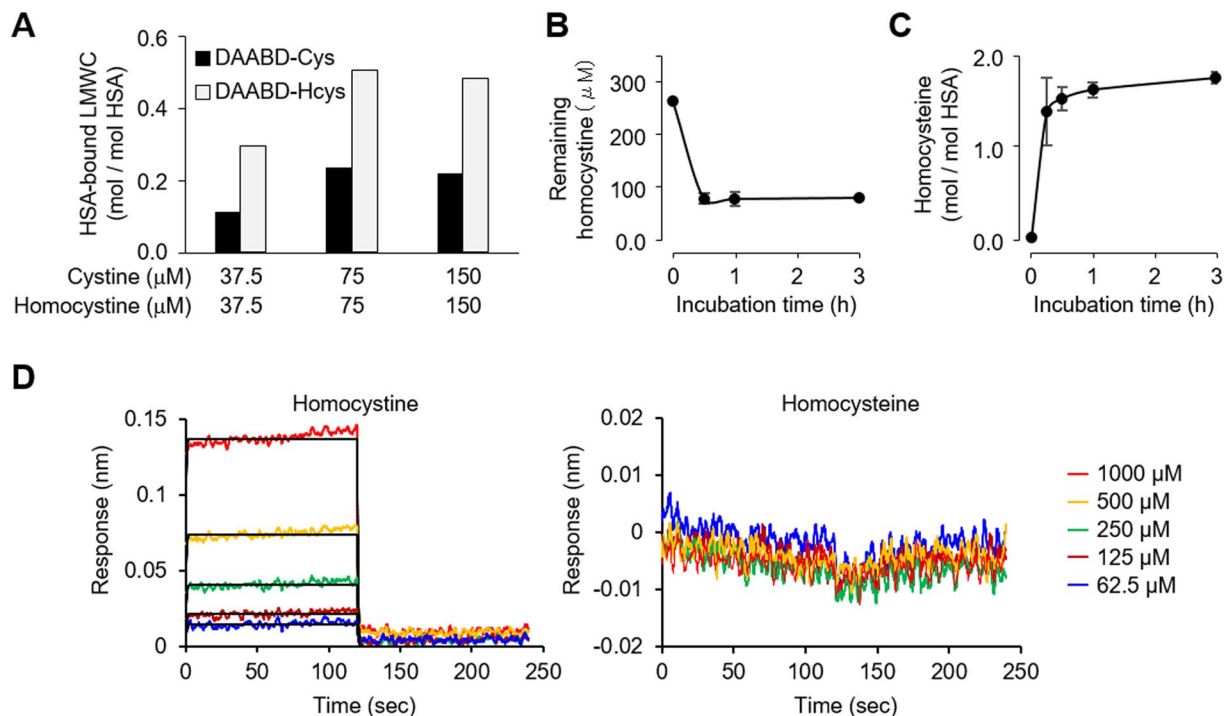 A
HSA-bound LMWC
(mol / mol HSA)
0.6
0.4
0.2
0.0
DAABD-Cys
DAABD-Hcys
Cystine (μM) 37.5 75 150
Homocystine (μM) 37.5 75 150
B
Remaining
homocystine (μM)
300
200
100
0.0
0 1 2 3
Incubation time (h)
C
Homocysteine
(mol / mol HSA)
2.0
1.0
0.0
0 1 2 3
Incubation time (h)
D
Homocystine
Response (nm)
0.15
0.1
0.05
0
0 50 100 150 200 250
Time (sec)
Homocysteine
Response (nm)
0.02
0.01
0
-0.01
-0.02
0 50 100 150 200 250
Time (sec)
1000 μM
500 μM
250 μM
125 μM
62.5 μM